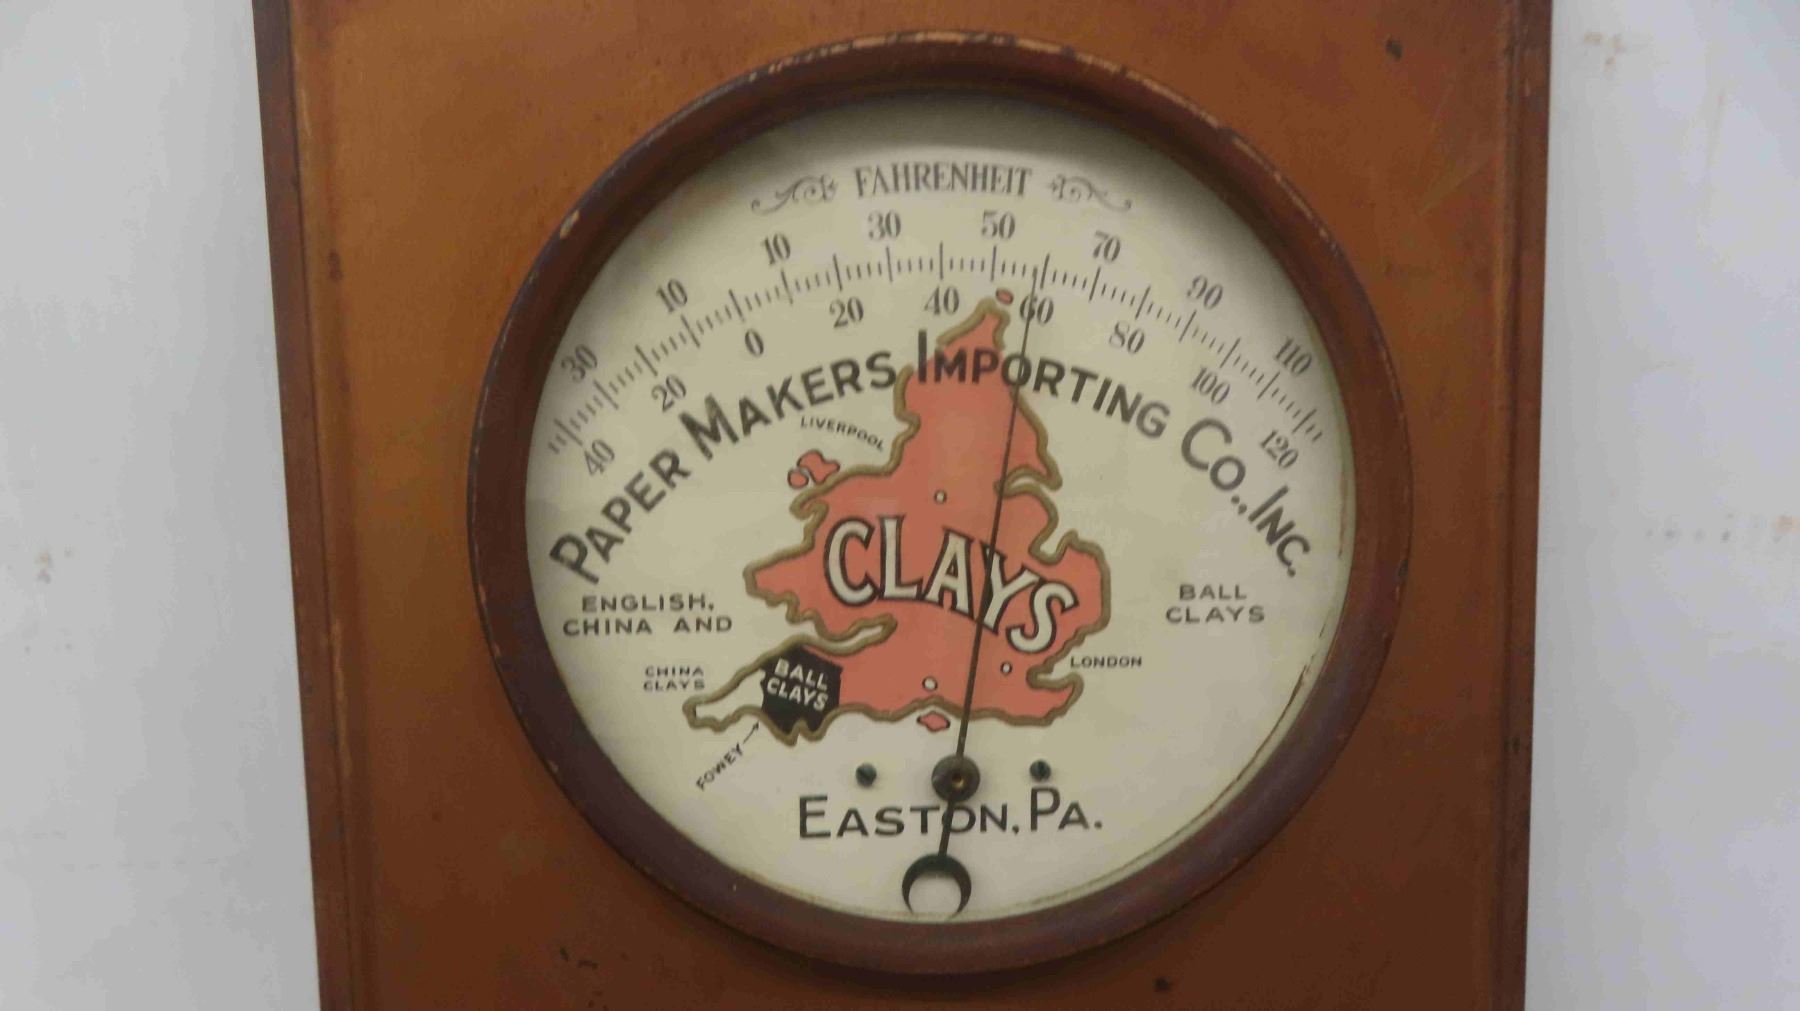 FAHRENHEIT
30 10 10 30 50 70 90 110
40 20 0 20 40 60 80 100 120
PAPER MAKERS IMPORTING CO., INC.
LIVERPOOL
CLAYS
ENGLISH,
CHINA AND
BALL
CLAYS
CHINA
CLAYS
BALL
CLAYS
LONDON
FOWEY
EASTON, PA.